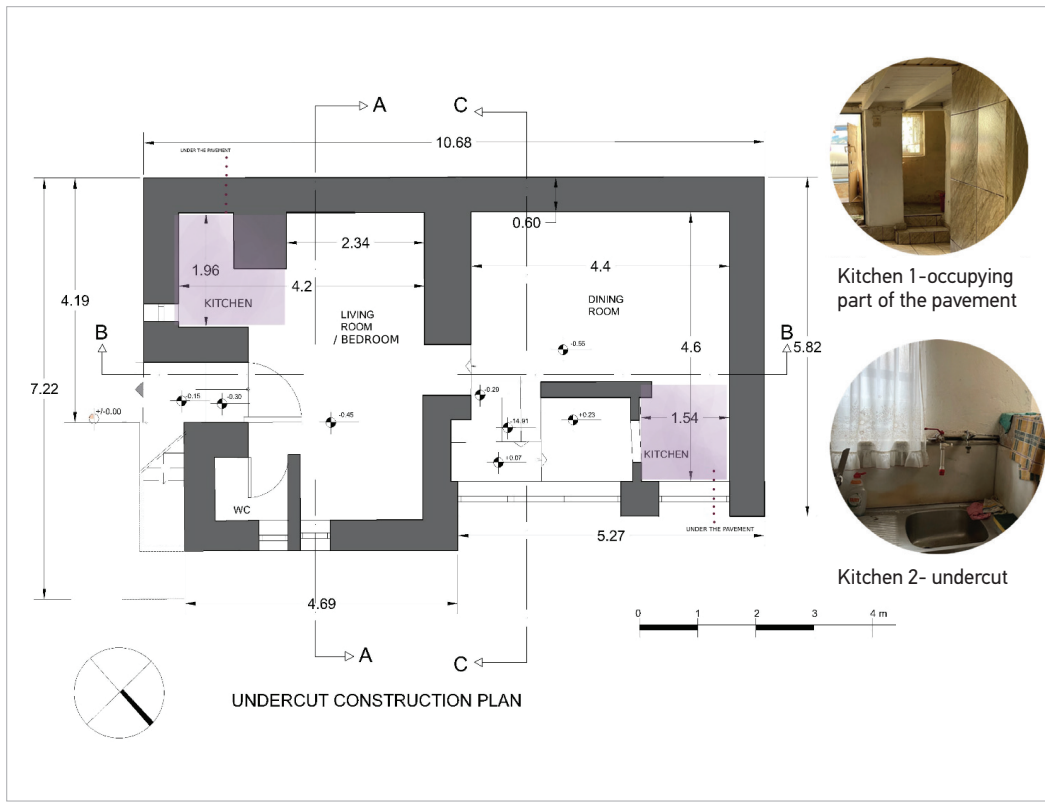 A
C
10.68
UNDER THE PAVEMENT
0.60
2.34
1.96
4.4
4.2
KITCHEN
4.19
LIVING
ROOM
/ BEDROOM
DINING
ROOM
B
B
-0.55
4.6
5.82
7.22
-0.15
-0.30
-0.20
+/-0.00
-0.45
14.91
+0.23
1.54
+0.07
KITCHEN
WC
UNDER THE PAVEMENT
5.27
4.69
0 1 2 3 4 m
A
C
UNDERCUT CONSTRUCTION PLAN
Kitchen 1-occupying
part of the pavement
Kitchen 2- undercut